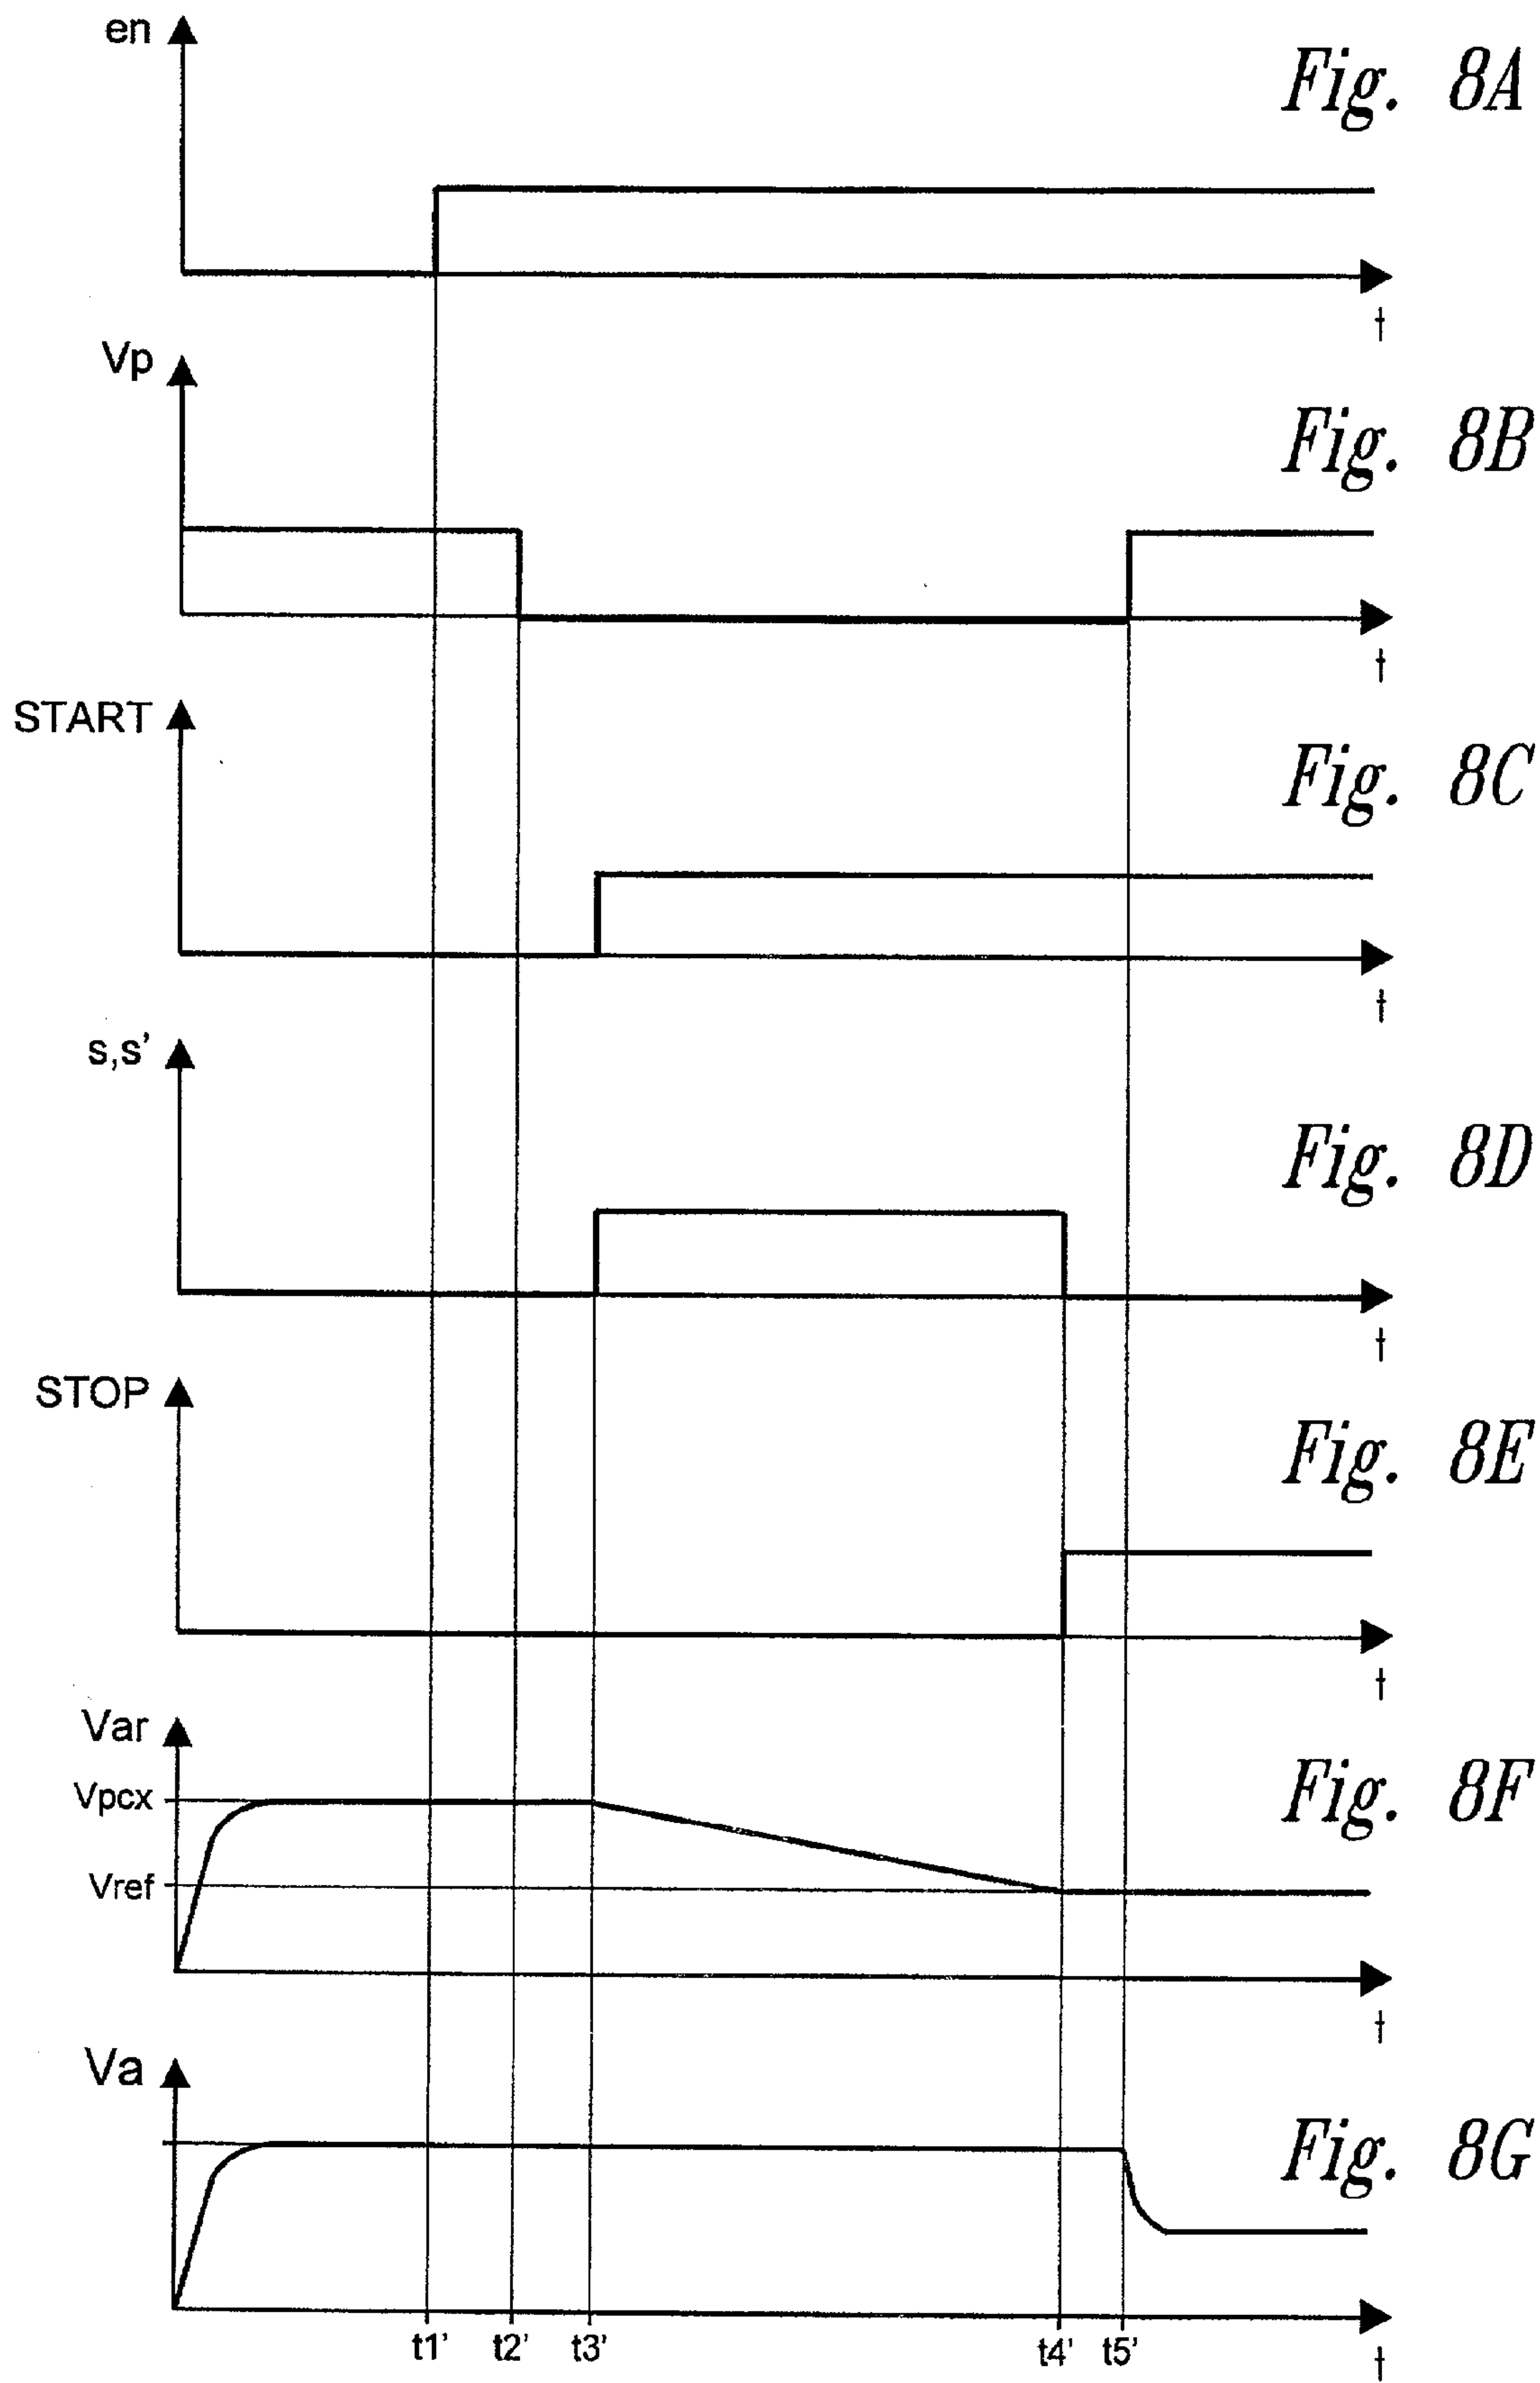 en
Fig. 8A
t
Vp
Fig. 8B
t
START
Fig. 8C
t
s,s’
Fig. 8D
t
STOP
Fig. 8E
t
Var
Vpcx
Fig. 8F
Vref
t
Va
Fig. 8G
t1’ t2’ t3’ t4’ t5’
t